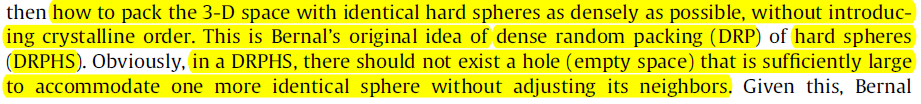 then how to pack the 3-D space with identical hard spheres as densely as possible, without introduc-
ing crystalline order. This is Bernal's original idea of dense random packing (DRP) of hard spheres
(DRPHS). Obviously, in a DRPHS, there should not exist a hole (empty space) that is sufficiently large
to accommodate one more identical sphere without adjusting its neighbors. Given this, Bernal